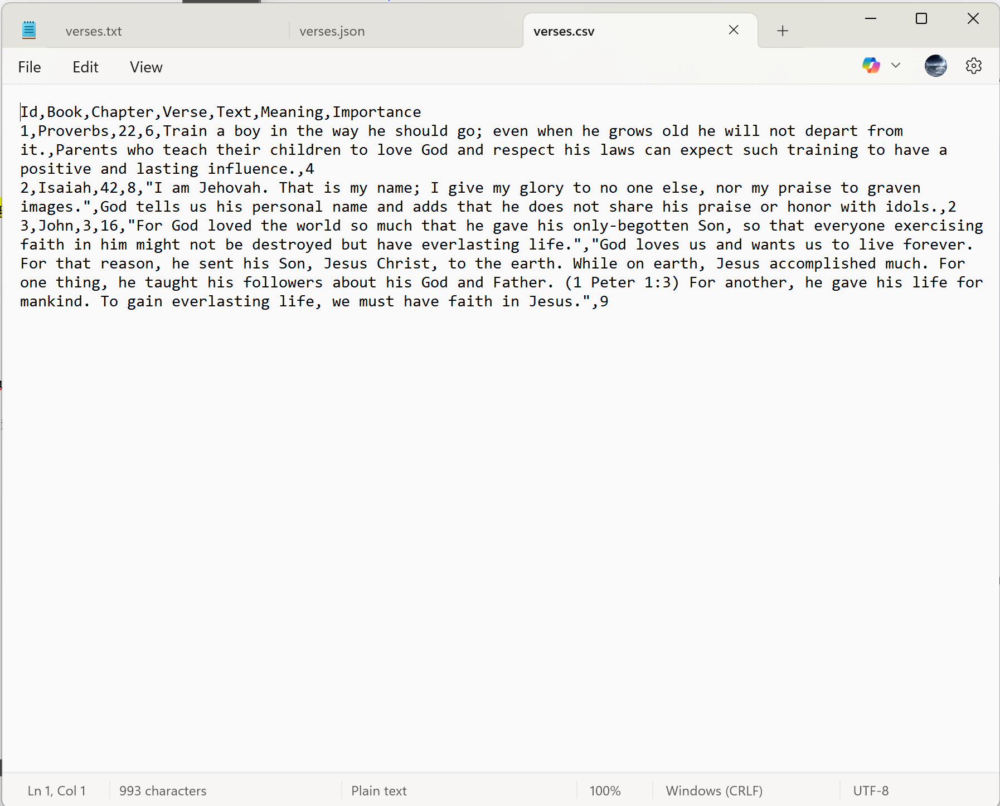 verses.txt
verses.json
verses.csv
File
Edit
View
Id,Book,Chapter,Verse,Text,Meaning,Importance
1,Proverbs,22,6,Train a boy in the way he should go; even when he grows old he will not depart from
it.,Parents who teach their children to love God and respect his laws can expect such training to have a
positive and lasting influence.,4
2,Isaiah,42,8,"I am Jehovah. That is my name; I give my glory to no one else, nor my praise to graven
images.",God tells us his personal name and adds that he does not share his praise or honor with idols.,2
3,John,3,16,"For God loved the world so much that he gave his only-begotten Son, so that everyone exercising
faith in him might not be destroyed but have everlasting life.","God loves us and wants us to live forever.
For that reason, he sent his Son, Jesus Christ, to the earth. While on earth, Jesus accomplished much. For
one thing, he taught his followers about his God and Father. (1 Peter 1:3) For another, he gave his life for
mankind. To gain everlasting life, we must have faith in Jesus.",9
Ln 1, Col 1
993 characters
Plain text
100%
Windows (CRLF)
UTF-8